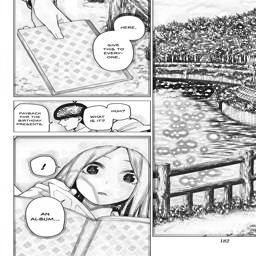 HERE.
GIVE
THIS TO
EVERY-
ONE.
HUH?
WHAT
IS IT?
PAYBACK
FOR THE
BIRTHDAY
PRESENTS.
!
AN
ALBUM...
182